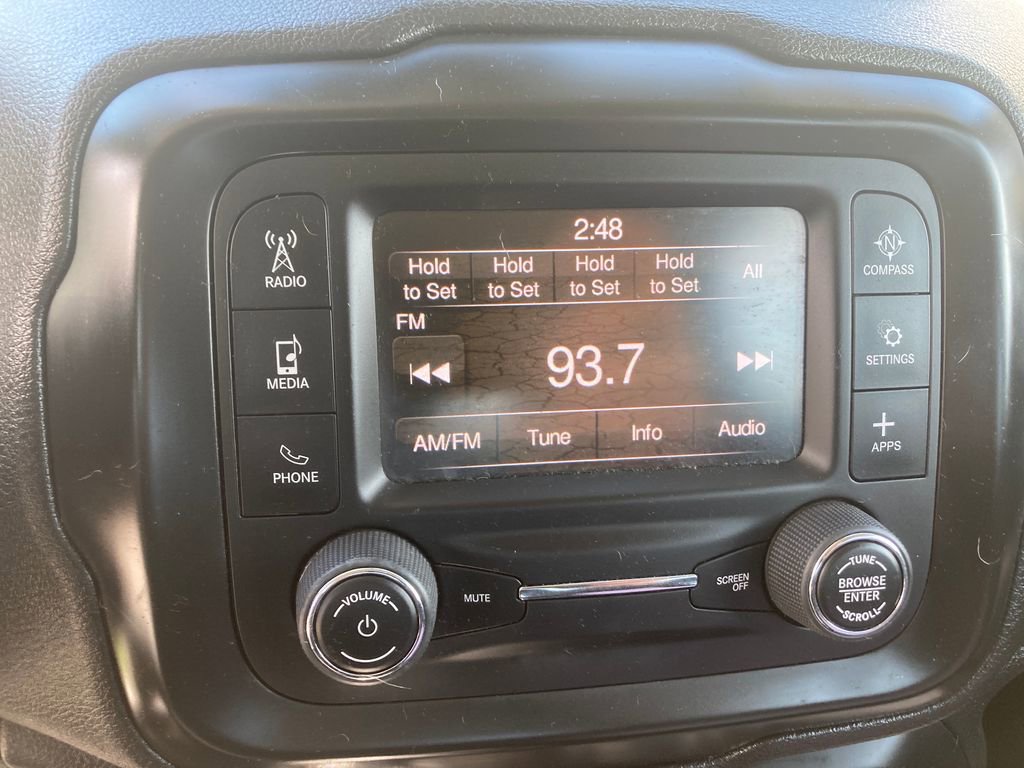 2:48
Hold to Set
Hold to Set
Hold to Set
Hold to Set
All
FM
93.7
AM/FM
Tune
Info
Audio
RADIO
MEDIA
PHONE
N
COMPASS
SETTINGS
APPS
VOLUME
MUTE
SCREEN
OFF
TUNE
BROWSE
ENTER
SCROLL